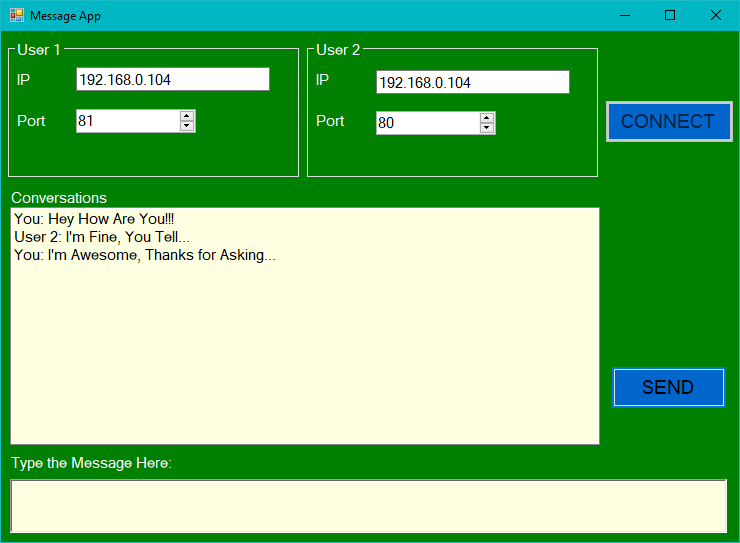 Message App
User 1
IP 192.168.0.104
Port 81
User 2
IP 192.168.0.104
Port 80
CONNECT
Conversations
You: Hey How Are You!!!
User 2: I'm Fine, You Tell...
You: I'm Awesome, Thanks for Asking...
SEND
Type the Message Here: